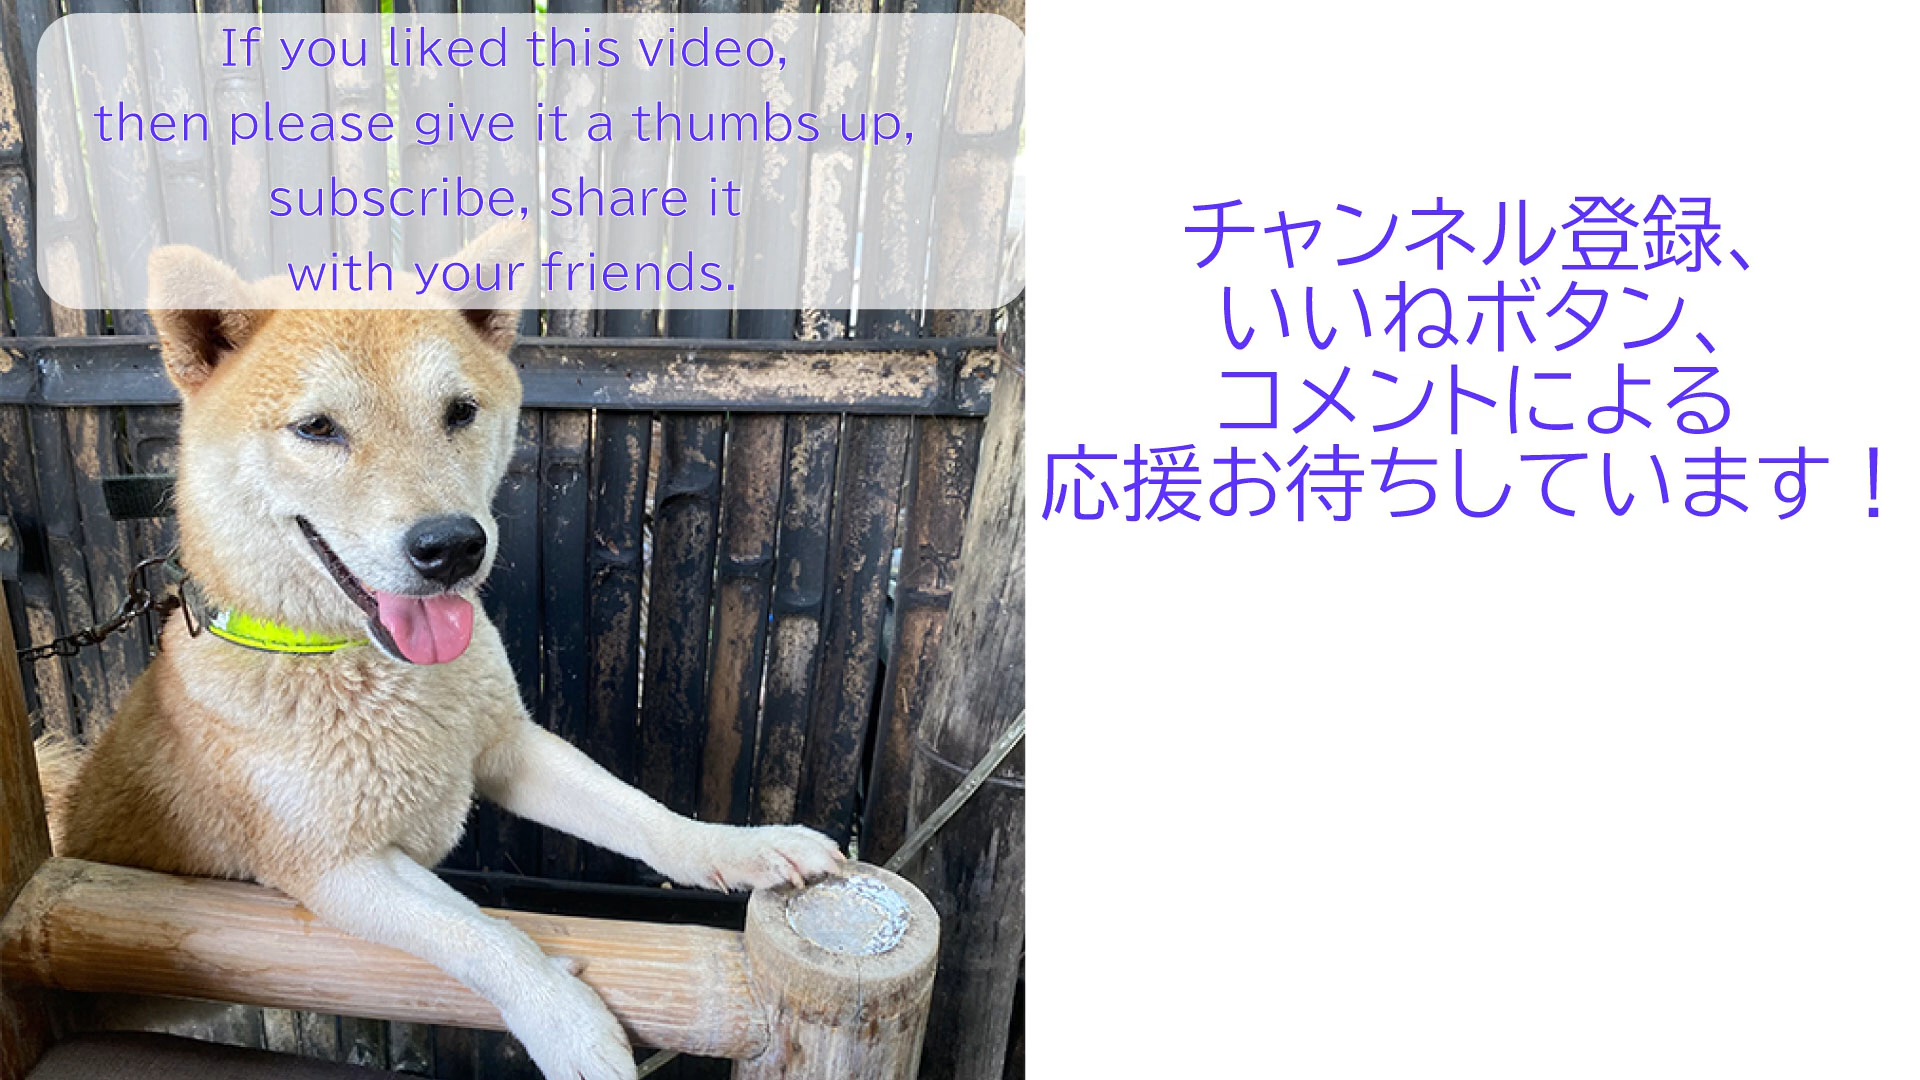 If you liked this video,
then please give it a thumbs up,
subscribe, share it
with your friends.
チャンネル登録、
いいねボタン、
コメントによる
応援お待ちしています！